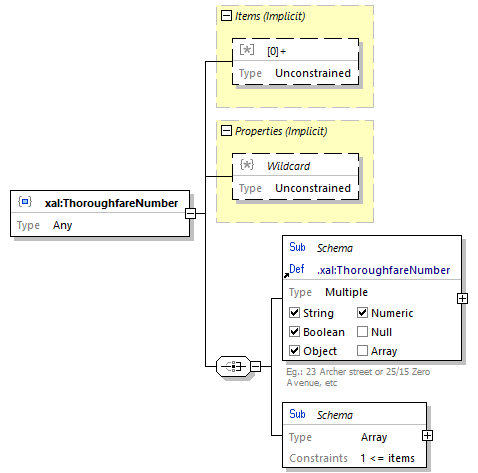 Items (Implicit)
[*] [0]+
Type Unconstrained
Properties (Implicit)
{*} Wildcard
Type Unconstrained
xal:ThoroughfareNumber
Type Any
Sub Schema
Def .xal:ThoroughfareNumber
Type Multiple
String Numeric
Boolean Null
Object Array
Eg.: 23 Archer street or 25/15 Zero
Avenue, etc
Sub Schema
Type Array
Constraints 1 <= items